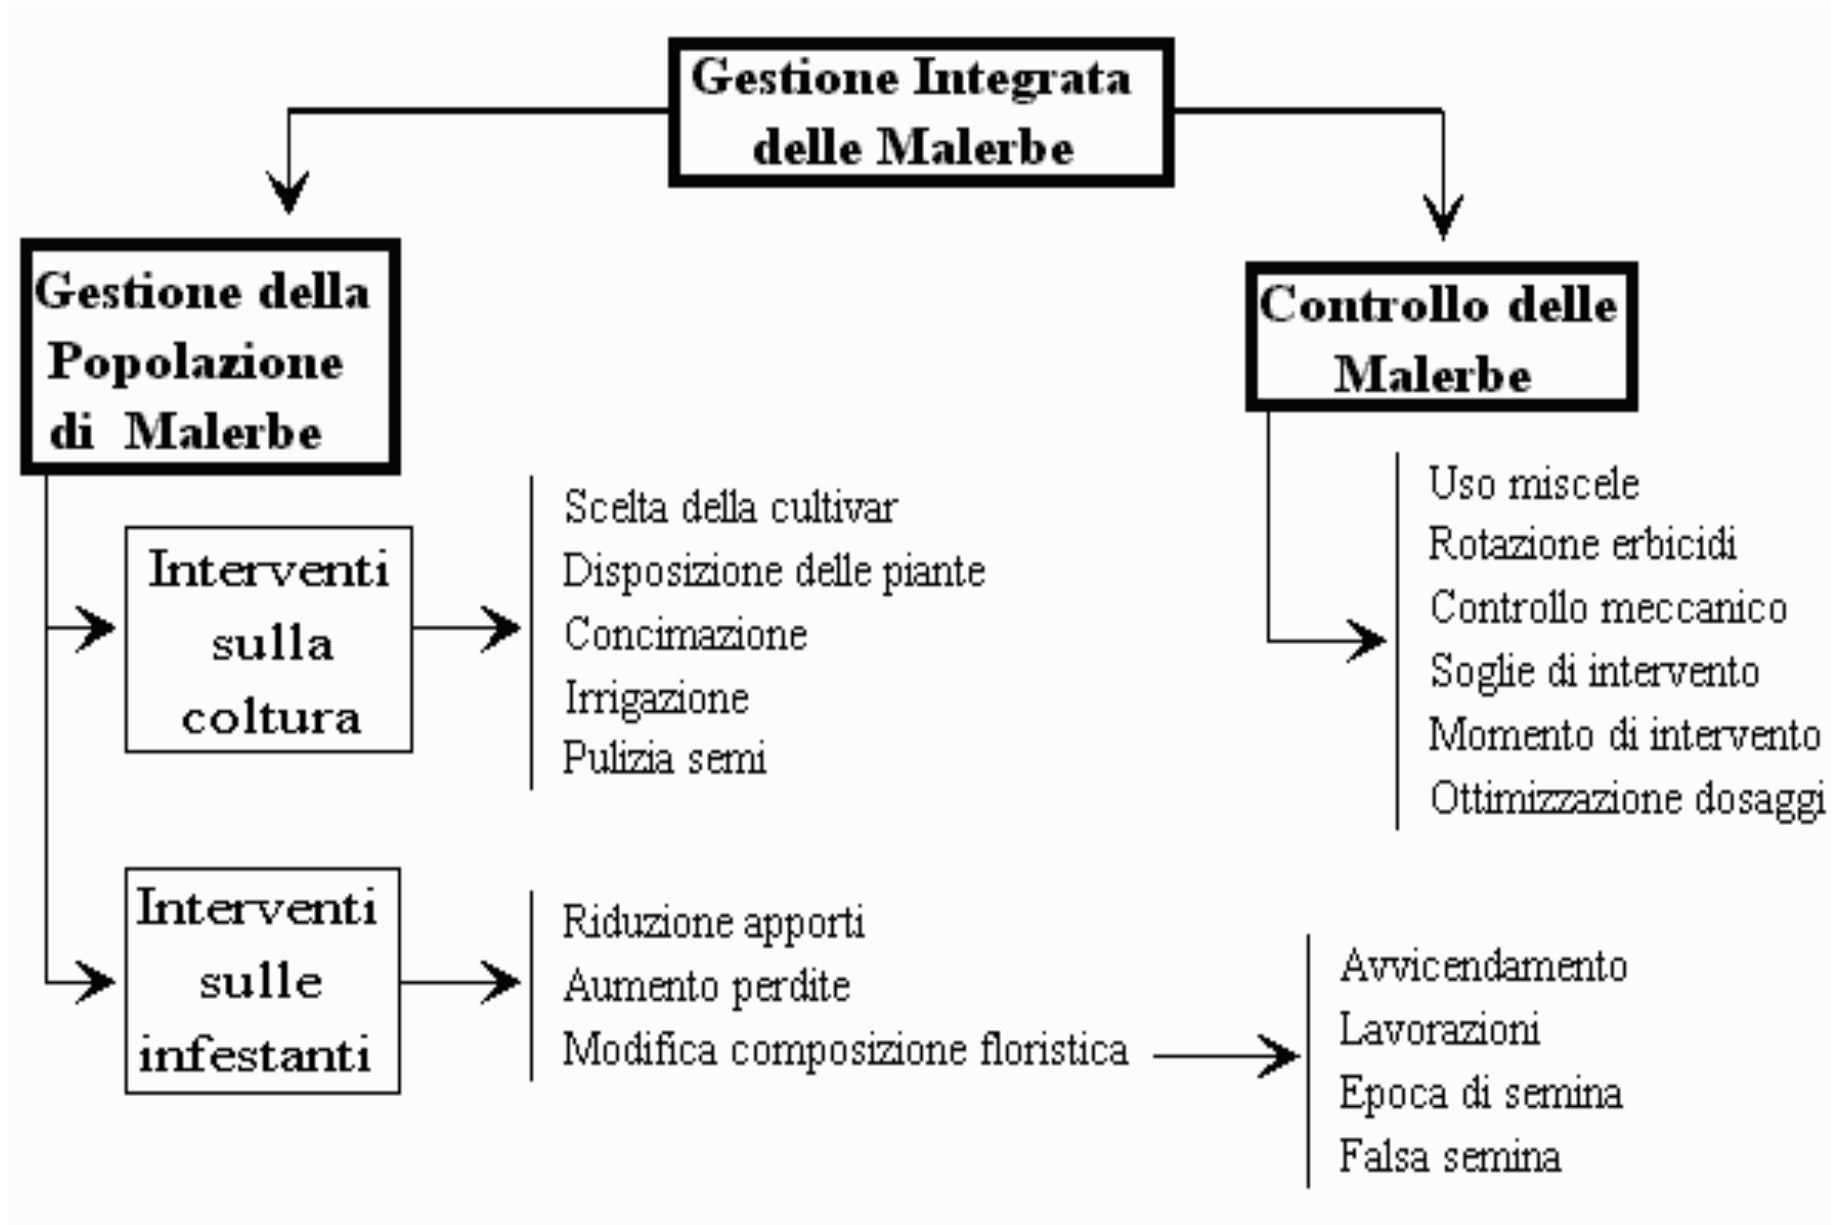 Gestione Integrata
delle Malerbe
Gestione della
Popolazione
di Malerbe
Controllo delle
Malerbe
Interventi
sulla
coltura
Scelta della cultivar
Disposizione delle piante
Concimazione
Irrigazione
Pulizia semi
Uso miscele
Rotazione erbicidi
Controllo meccanico
Soglie di intervento
Momento di intervento
Ottimizzazione dosaggi
Interventi
sulle
infestanti
Riduzione apporti
Aumento perdite
Modifica composizione floristica
Avvicendamento
Lavorazioni
Epoca di semina
Falsa semina